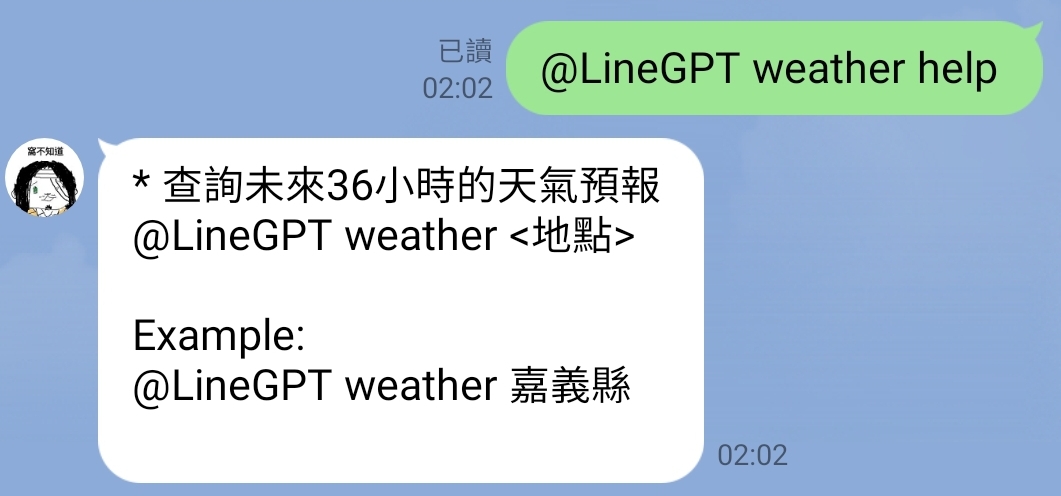 已讀
02:02
@LineGPT weather help
窩不知道
* 查詢未來36小時的天氣預報
@LineGPT weather <地點>
Example:
@LineGPT weather 嘉義縣
02:02